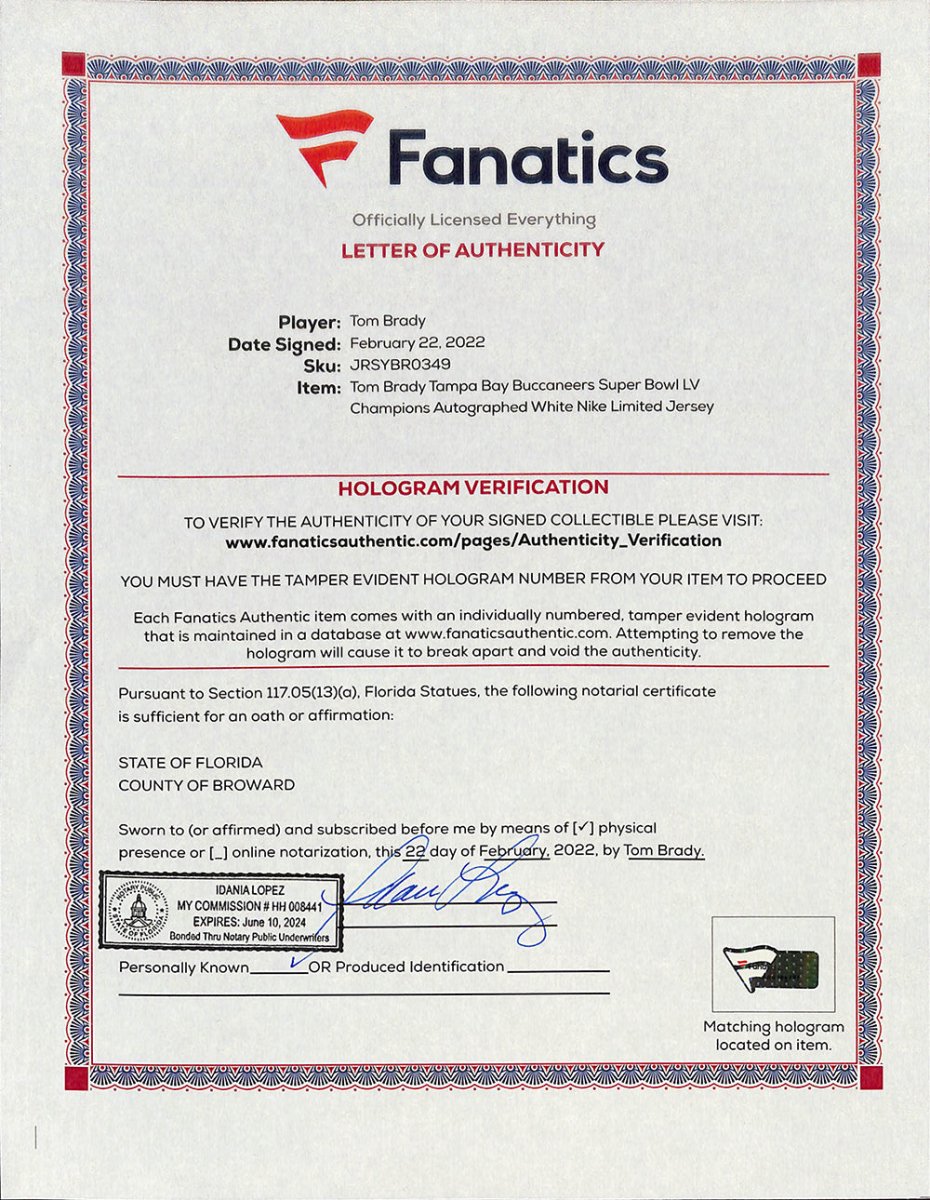 Fanatics
Officially Licensed Everything
LETTER OF AUTHENTICITY
Player: Tom Brady
Date Signed: February 22, 2022
Sku: JRSYBR0349
Item: Tom Brady Tampa Bay Buccaneers Super Bowl LV
Champions Autographed White Nike Limited Jersey
HOLOGRAM VERIFICATION
TO VERIFY THE AUTHENTICITY OF YOUR SIGNED COLLECTIBLE PLEASE VISIT:
www.fanaticsauthentic.com/pages/Authenticity_Verification
YOU MUST HAVE THE TAMPER EVIDENT HOLOGRAM NUMBER FROM YOUR ITEM TO PROCEED
Each Fanatics Authentic item comes with an individually numbered, tamper evident hologram
that is maintained in a database at www.fanaticsauthentic.com. Attempting to remove the
hologram will cause it to break apart and void the authenticity.
Pursuant to Section 117.05(13)(a), Florida Statues, the following notarial certificate
is sufficient for an oath or affirmation:
STATE OF FLORIDA
COUNTY OF BROWARD
Sworn to (or affirmed) and subscribed before me by means of [✓] physical
presence or [_] online notarization, this 22 day of February, 2022, by Tom Brady.
NOTARY PUBLIC
STATE OF FLORIDA
IDANIA LOPEZ
MY COMMISSION # HH 008441
EXPIRES: June 10, 2024
Bonded Thru Notary Public Underwriters
Personally Known ✓ OR Produced Identification
Matching hologram
located on item.